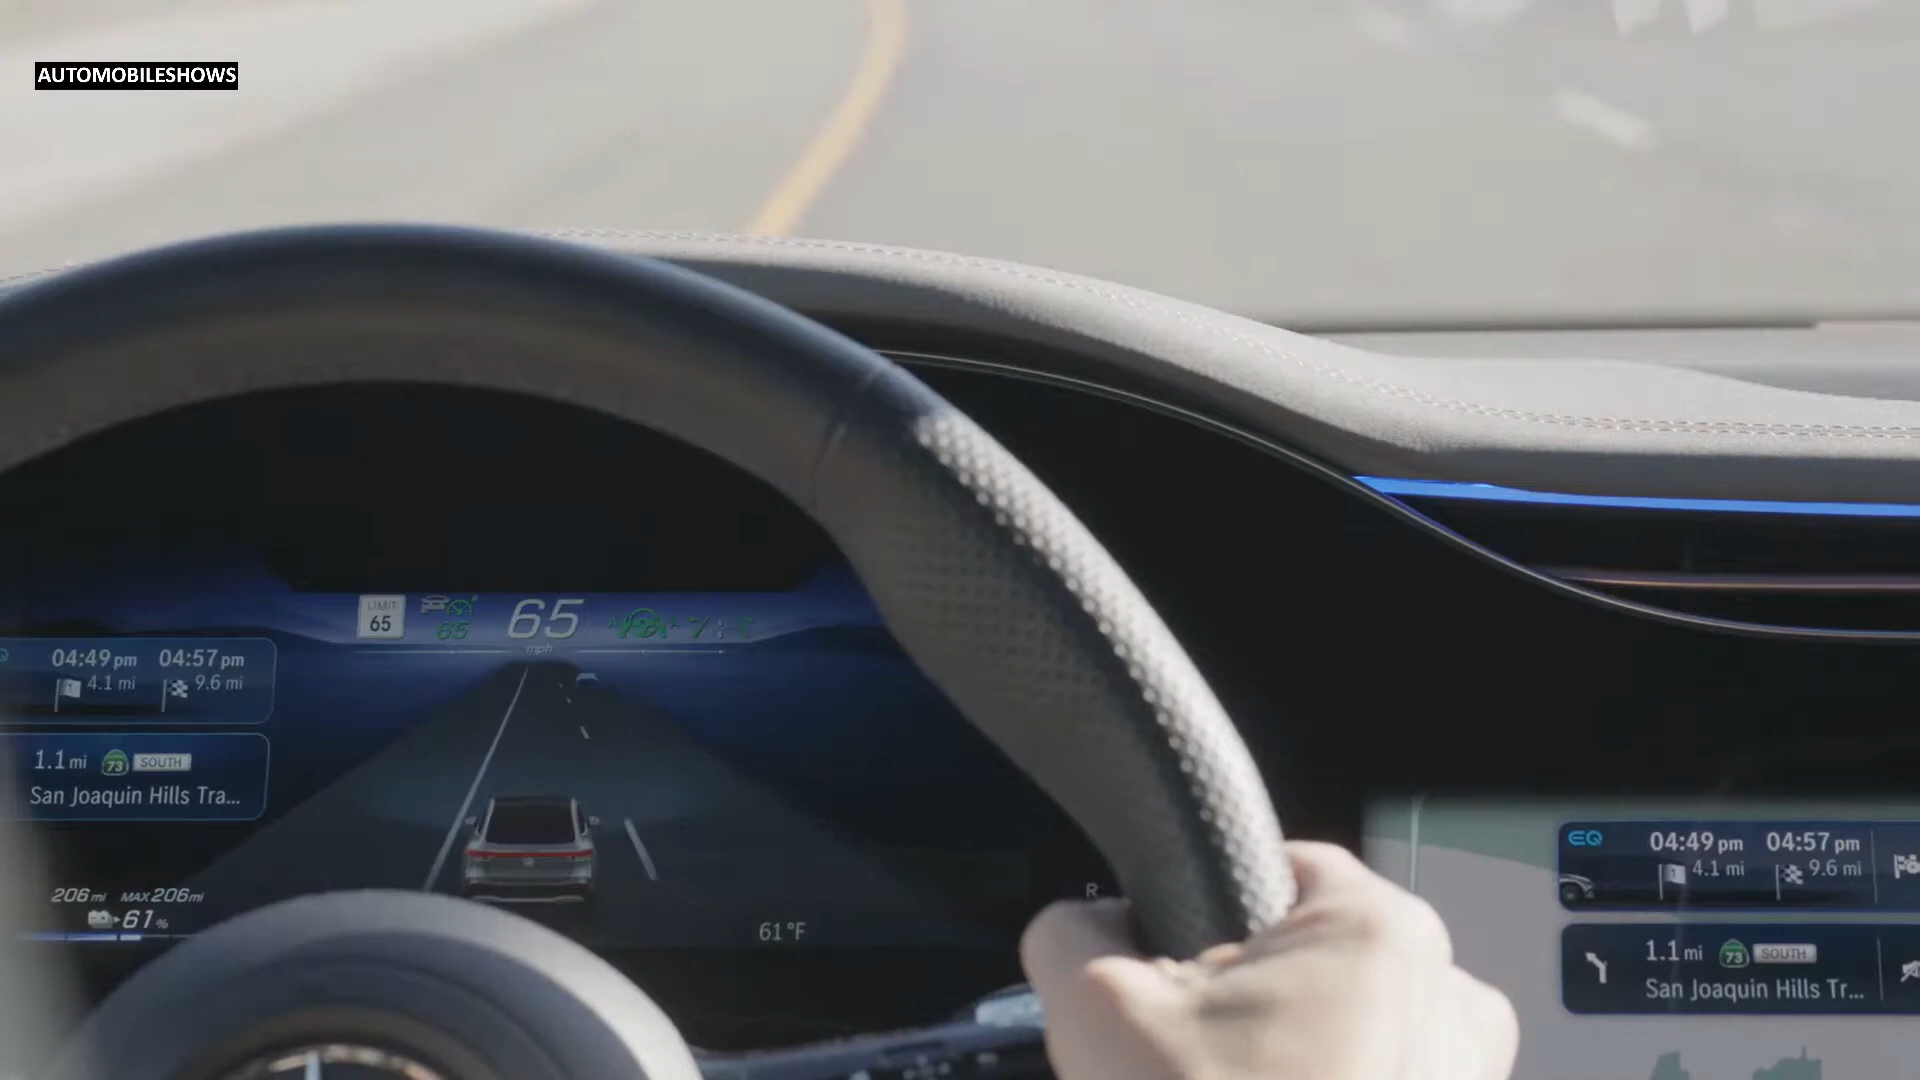 AUTOMOBILESHOWS
LIMIT
65
65
65
mph
04:49 pm 04:57 pm
4.1 mi 9.6 mi
1.1 mi 73 SOUTH
San Joaquin Hills Tra...
206 mi MAX 206 mi
61 %
61 °F
R
EQ 04:49 pm 04:57 pm
1 4.1 mi 9.6 mi
1.1 mi 73 SOUTH
San Joaquin Hills Tr...